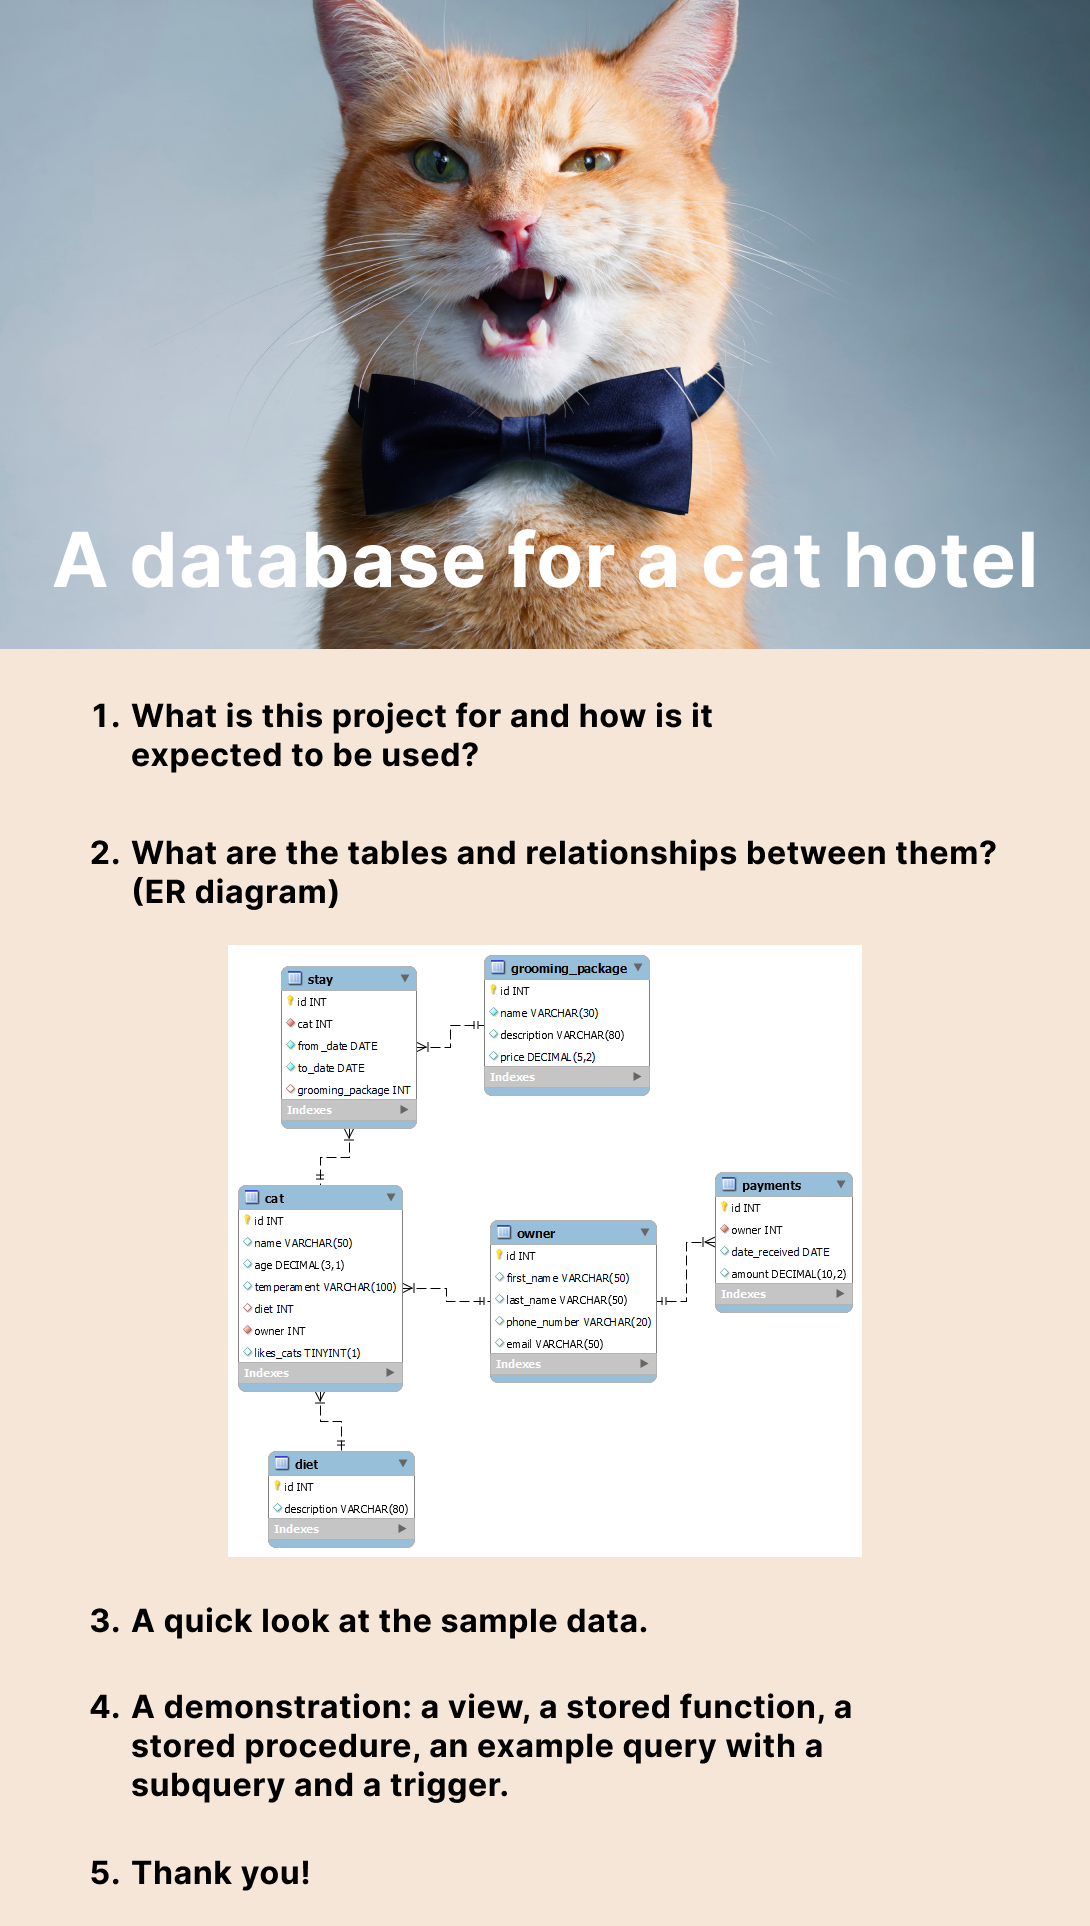 A database for a cat hotel
1. What is this project for and how is it
expected to be used?
2. What are the tables and relationships between them?
(ER diagram)
stay
id INT
cat INT
from_date DATE
to_date DATE
grooming_package INT
Indexes
grooming_package
id INT
name VARCHAR(30)
description VARCHAR(80)
price DECIMAL(5,2)
Indexes
cat
id INT
name VARCHAR(50)
age DECIMAL(3,1)
temperament VARCHAR(100)
diet INT
owner INT
likes_cats TINYINT(1)
Indexes
owner
id INT
first_name VARCHAR(50)
last_name VARCHAR(50)
phone_number VARCHAR(20)
email VARCHAR(50)
Indexes
payments
id INT
owner INT
date_received DATE
amount DECIMAL(10,2)
Indexes
diet
id INT
description VARCHAR(80)
Indexes
3. A quick look at the sample data.
4. A demonstration: a view, a stored function, a
stored procedure, an example query with a
subquery and a trigger.
5. Thank you!